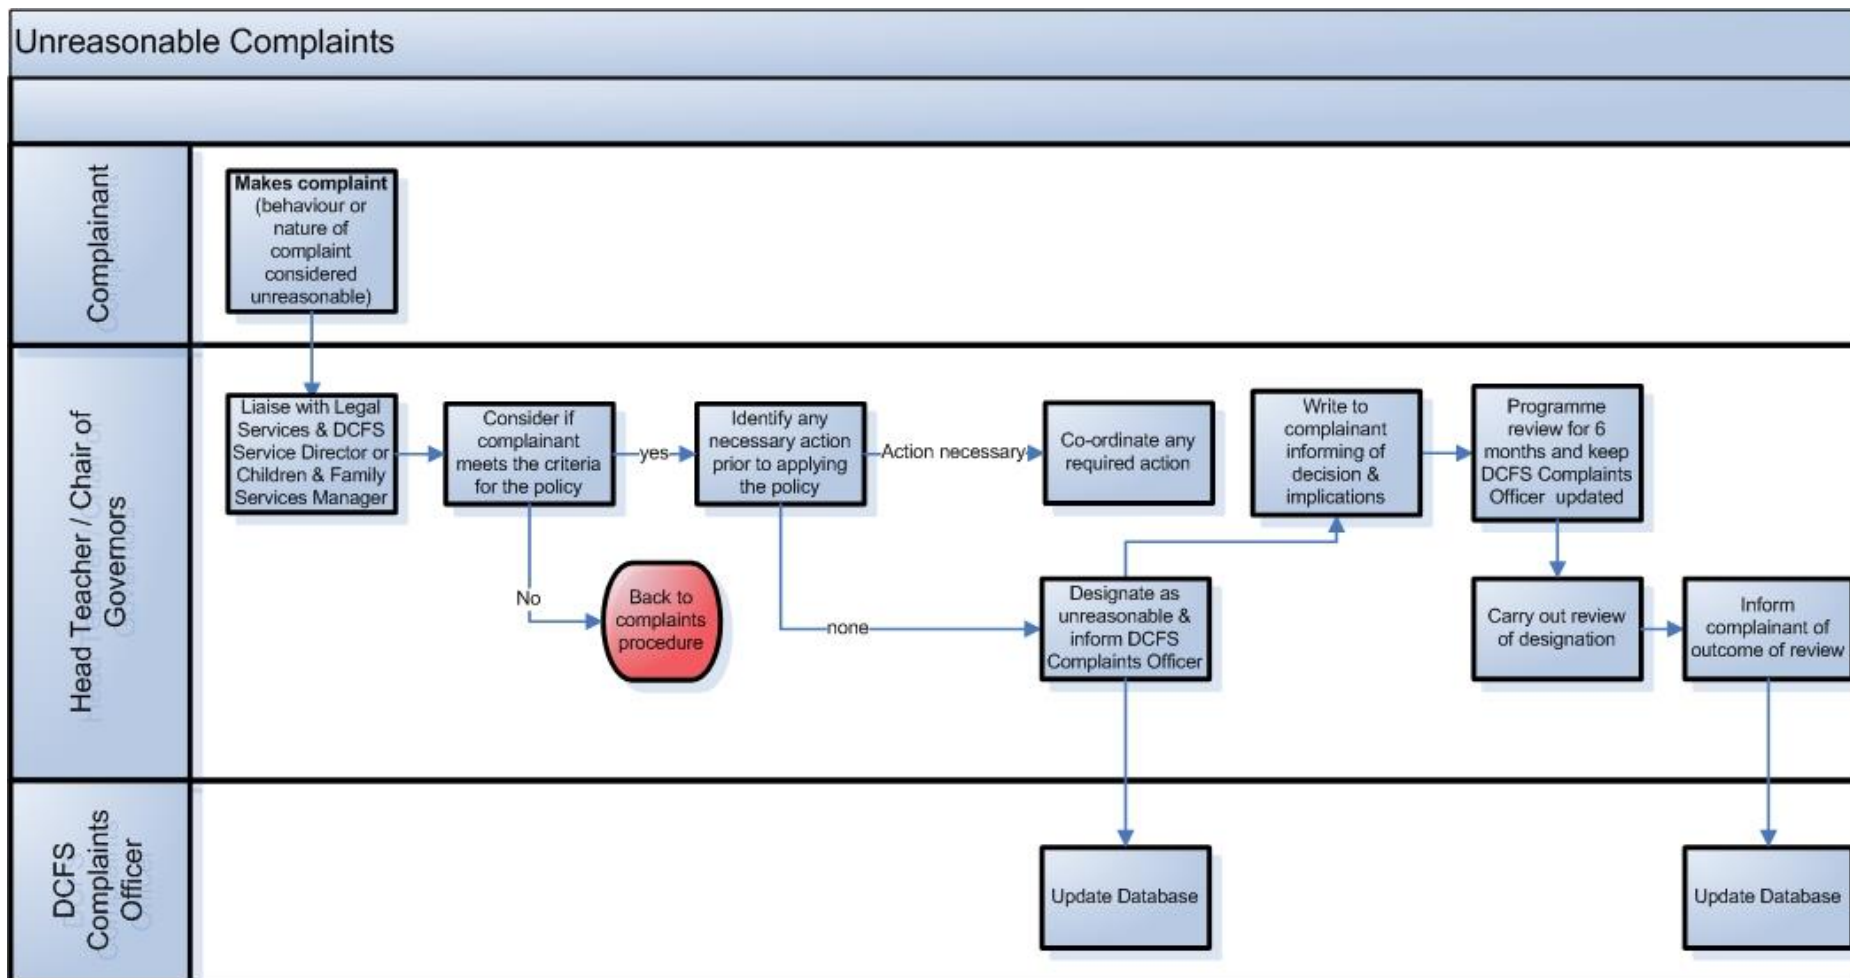 Unreasonable Complaints
Complainant
Makes complaint
(behaviour or
nature of
complaint
considered
unreasonable)
Head Teacher / Chair of
Governors
Liaise with Legal
Services & DCFS
Service Director or
Children & Family
Services Manager
Consider if
complainant
meets the criteria
for the policy
yes
Identify any
necessary action
prior to applying
the policy
Action necessary
Co-ordinate any
required action
Write to
complainant
informing of
decision &
implications
Programme
review for 6
months and keep
DCFS Complaints
Officer updated
No
Back to
complaints
procedure
none
Designate as
unreasonable &
inform DCFS
Complaints Officer
Carry out review
of designation
Inform
complainant of
outcome of review
DCFS
Complaints
Officer
Update Database
Update Database